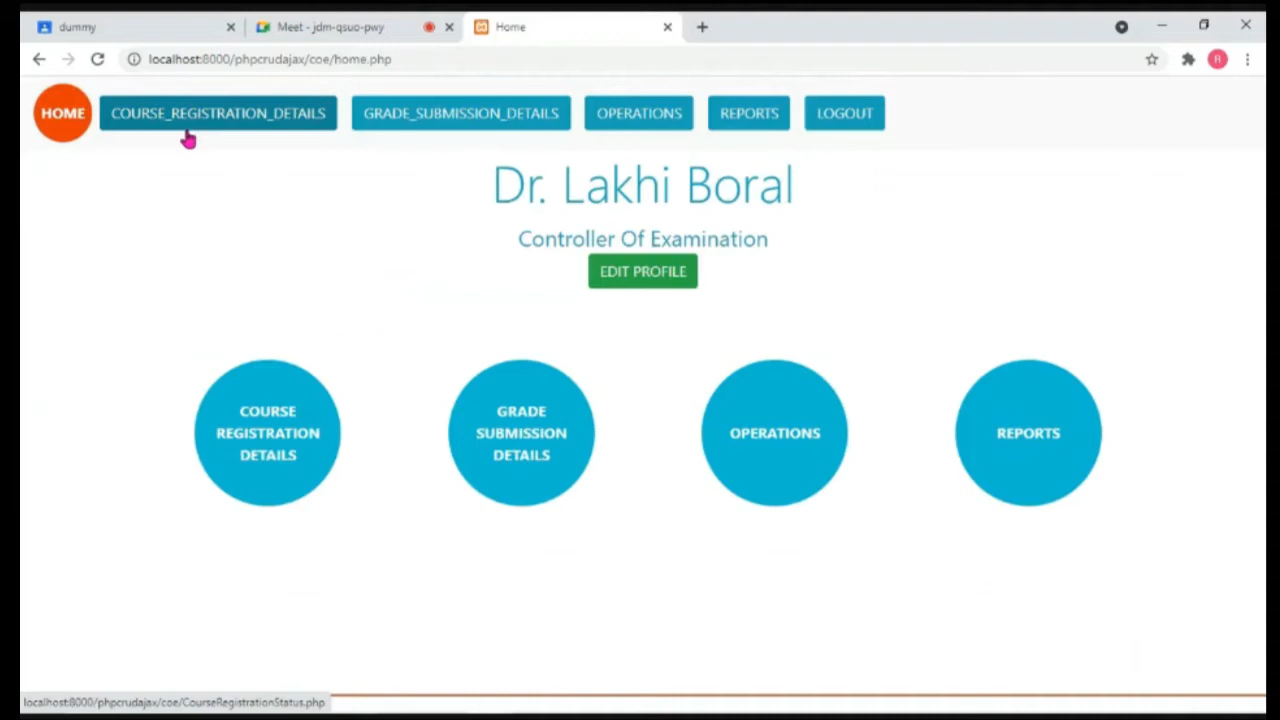 dummy
Meet - jdm-qsuo-pwy
Home
localhost:8000/phpcrudajax/coe/home.php
R
HOME
COURSE_REGISTRATION_DETAILS
GRADE_SUBMISSION_DETAILS
OPERATIONS
REPORTS
LOGOUT
Dr. Lakhi Boral
Controller Of Examination
EDIT PROFILE
COURSE
REGISTRATION
DETAILS
GRADE
SUBMISSION
DETAILS
OPERATIONS
REPORTS
localhost:8000/phpcrudajax/coe/CourseRegistrationStatus.php